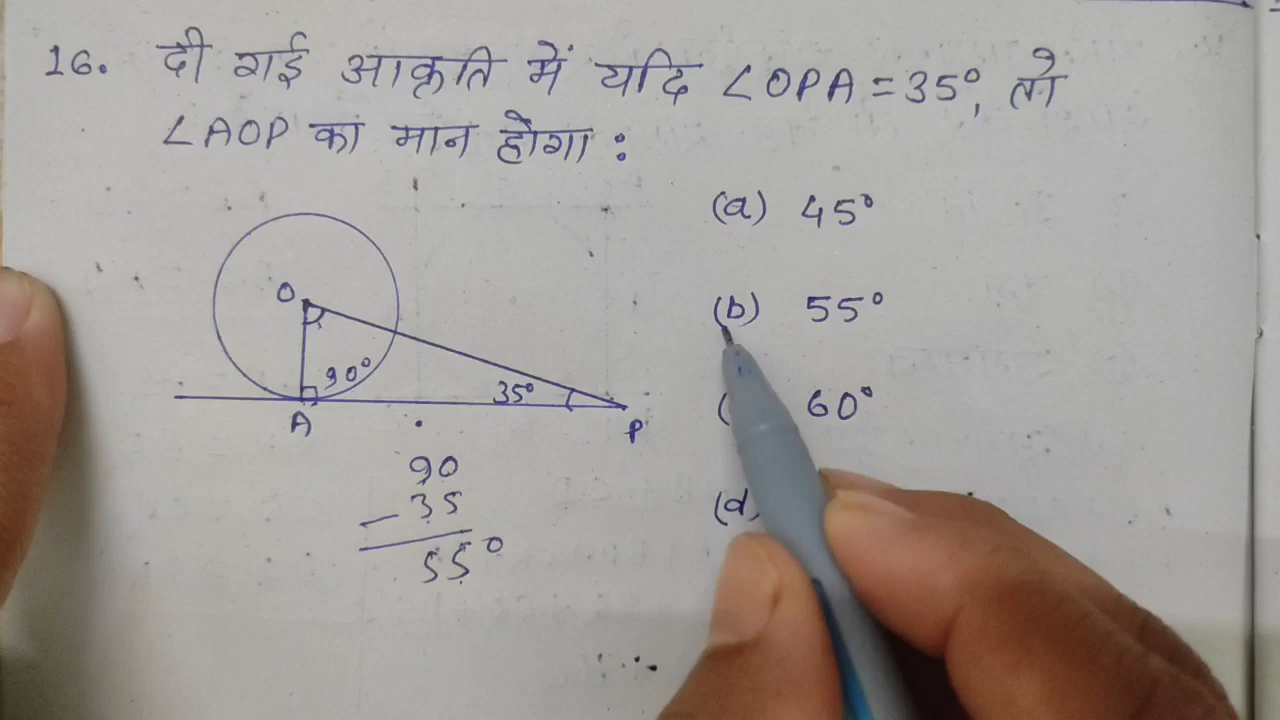 16. दी गई आकृति में यदि ∠OPA = 35°, तो
∠AOP का मान होगा :
(a) 45°
(b) 55°
( 60°
(d)
O
90°
35°
A
P
90
- 35
55°